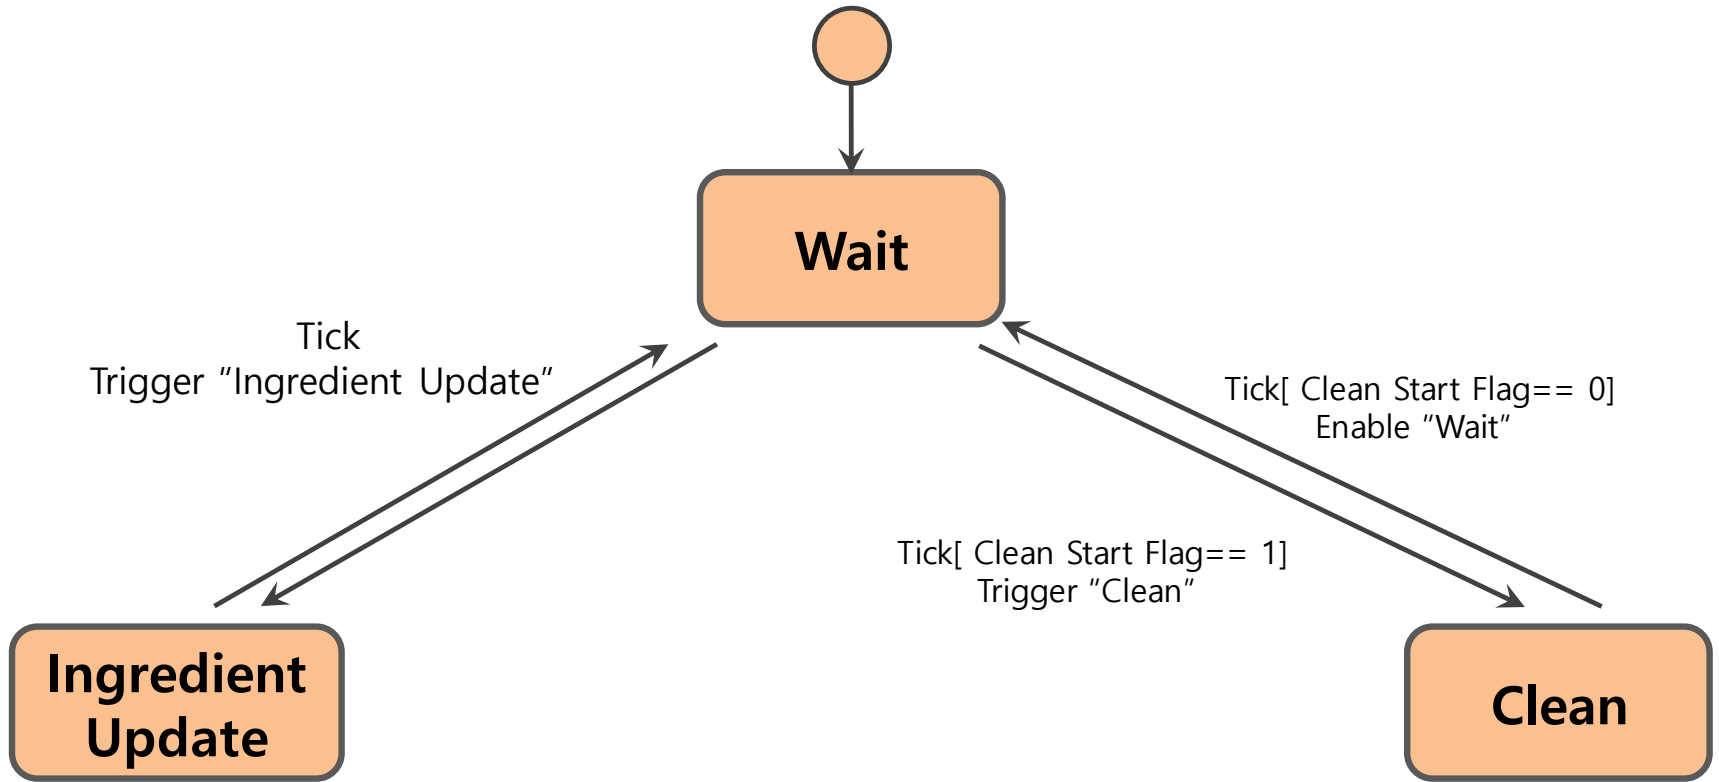 Wait
Tick
Trigger "Ingredient Update"
Tick[ Clean Start Flag== 0]
Enable "Wait"
Tick[ Clean Start Flag== 1]
Trigger "Clean"
Ingredient
Update
Clean